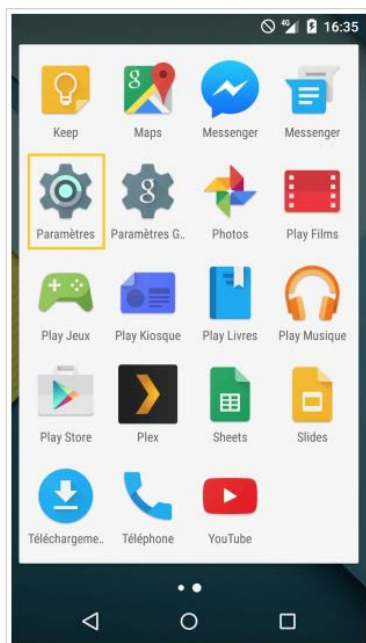 4G 16:35
Keep Maps Messenger Messenger
Paramètres Paramètres G.. Photos Play Films
Play Jeux Play Kiosque Play Livres Play Musique
Play Store Plex Sheets Slides
Téléchargeme.. Téléphone YouTube